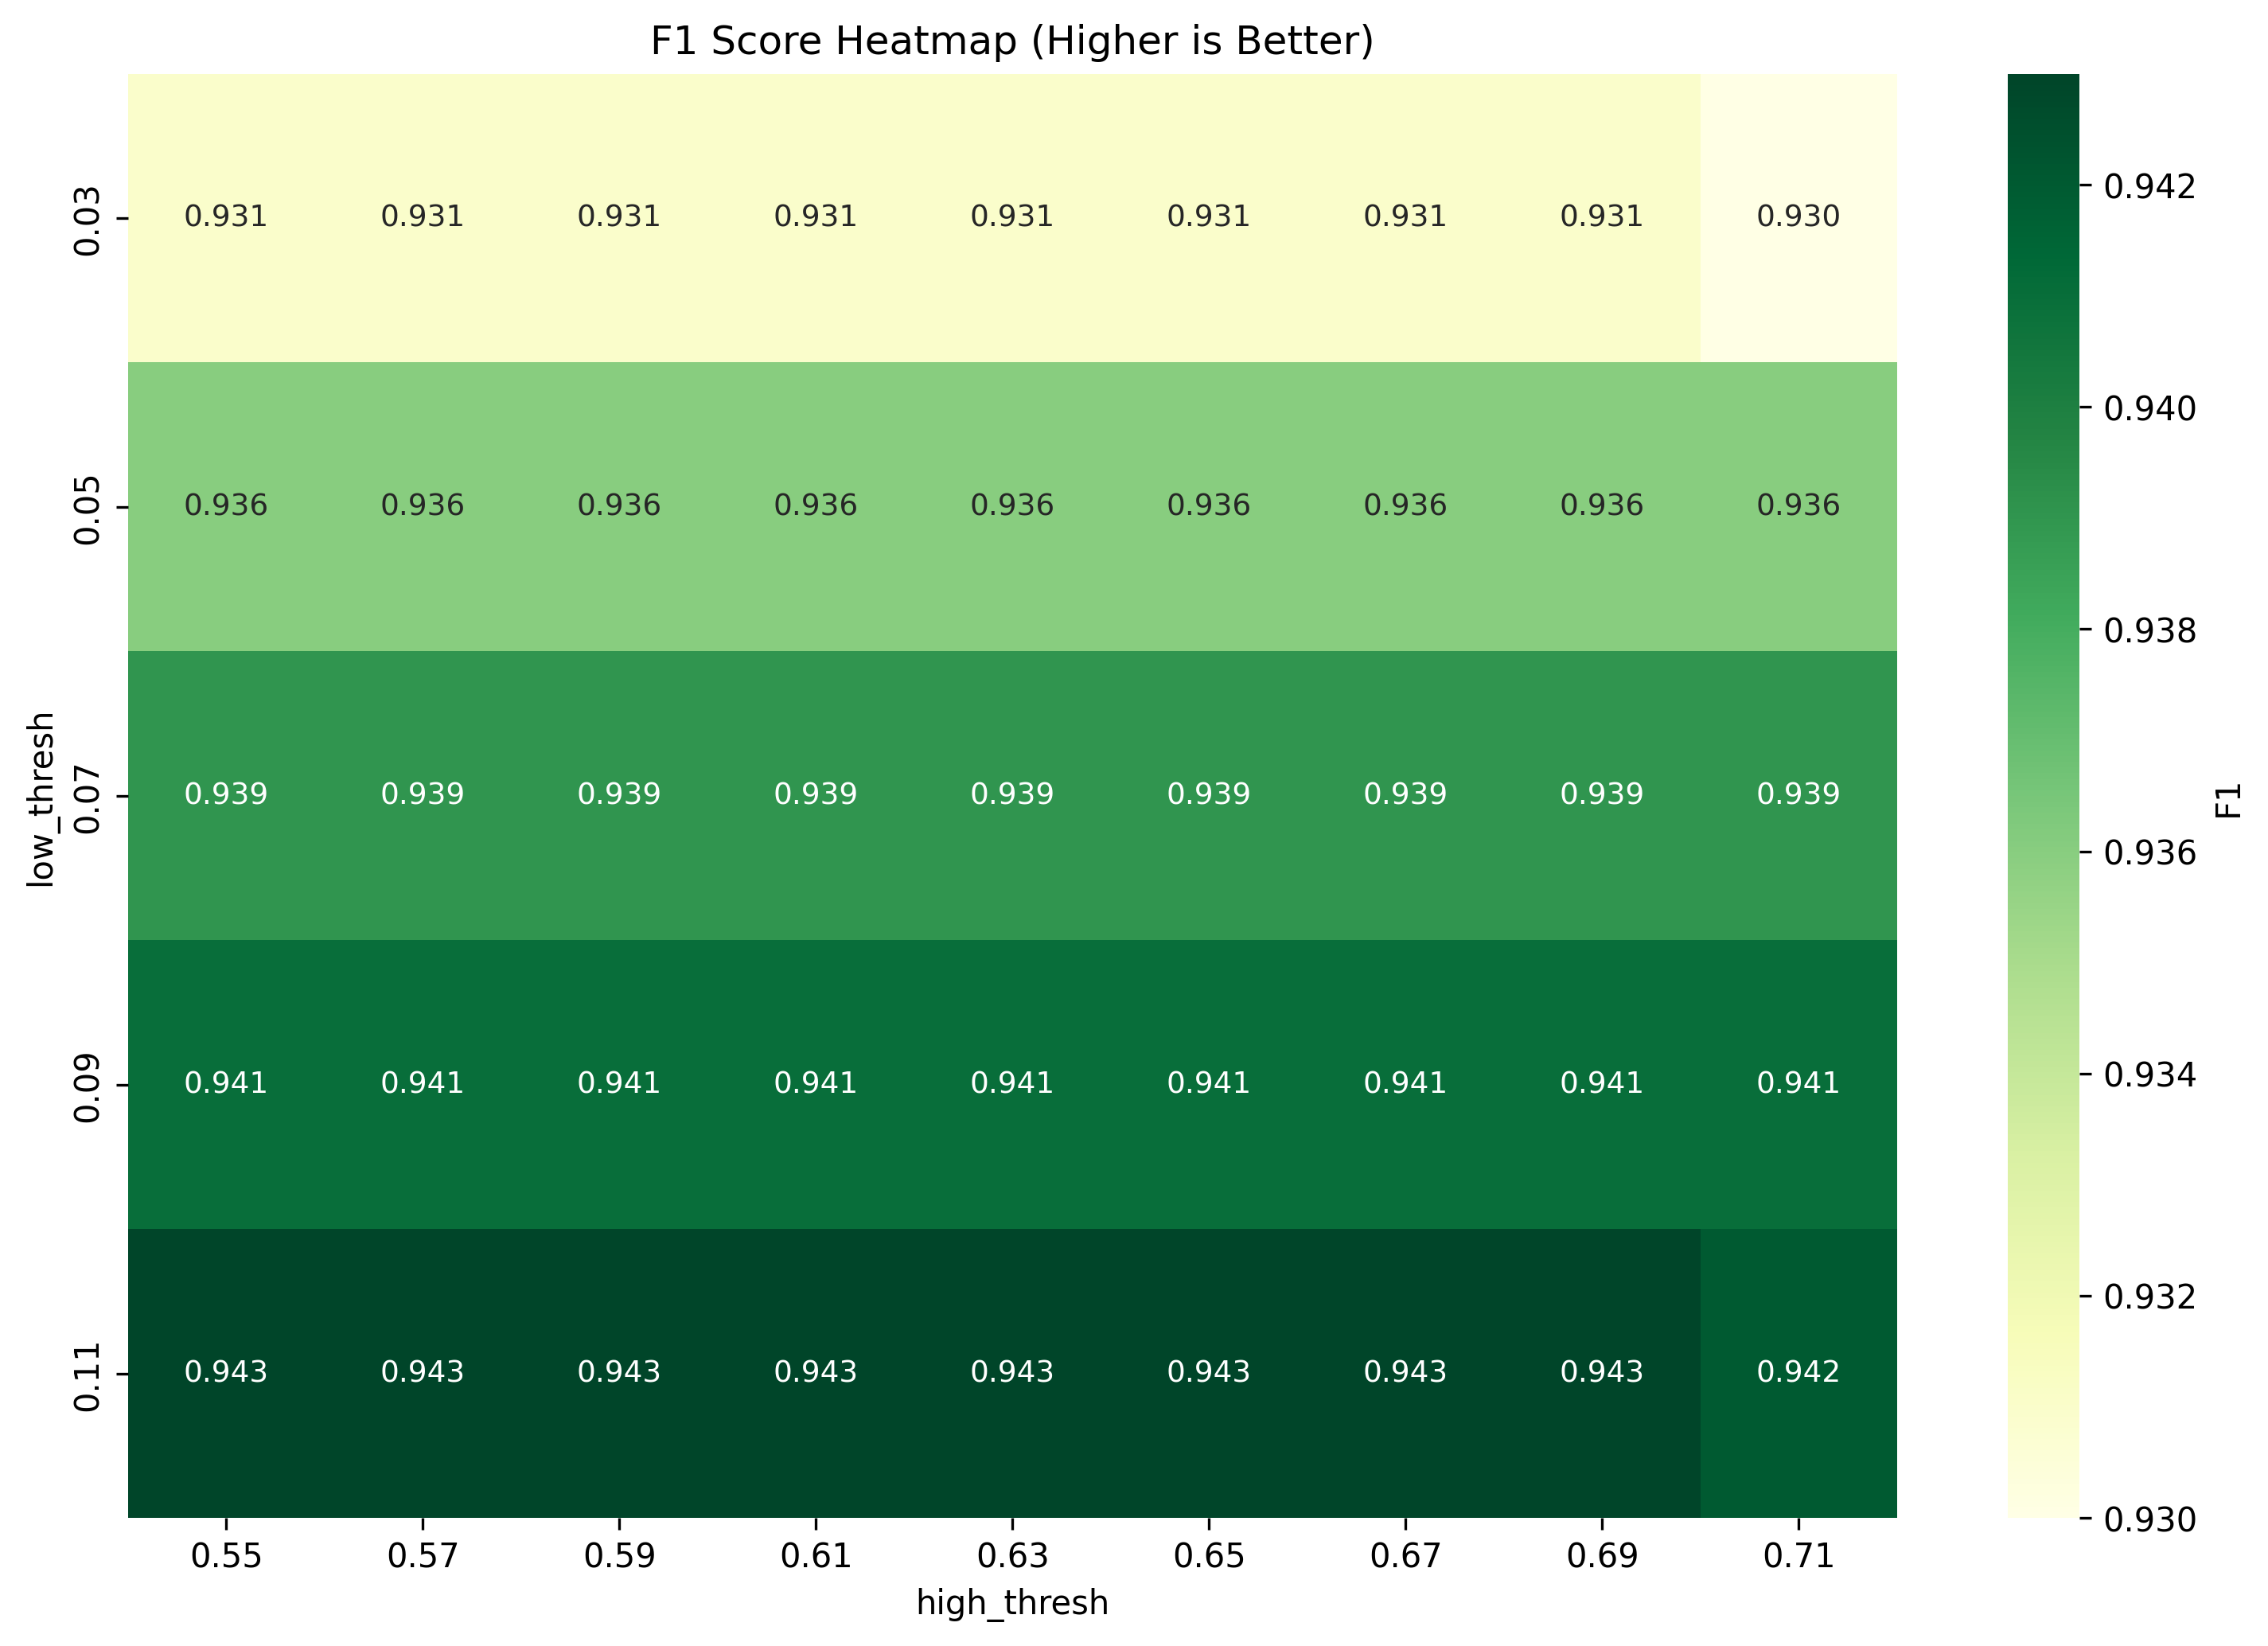 F1 Score Heatmap (Higher is Better)
low_thresh
0.03 0.931 0.931 0.931 0.931 0.931 0.931 0.931 0.931 0.930
0.05 0.936 0.936 0.936 0.936 0.936 0.936 0.936 0.936 0.936
0.07 0.939 0.939 0.939 0.939 0.939 0.939 0.939 0.939 0.939
0.09 0.941 0.941 0.941 0.941 0.941 0.941 0.941 0.941 0.941
0.11 0.943 0.943 0.943 0.943 0.943 0.943 0.943 0.943 0.942
0.55 0.57 0.59 0.61 0.63 0.65 0.67 0.69 0.71
high_thresh
0.942
0.940
0.938
0.936
0.934
0.932
0.930
F1